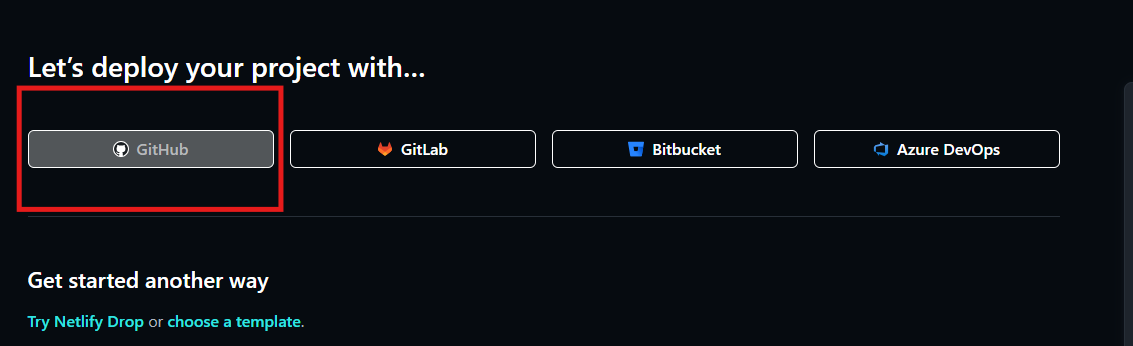 Let’s deploy your project with…
GitHub
GitLab
Bitbucket
Azure DevOps
Get started another way
Try Netlify Drop or choose a template.